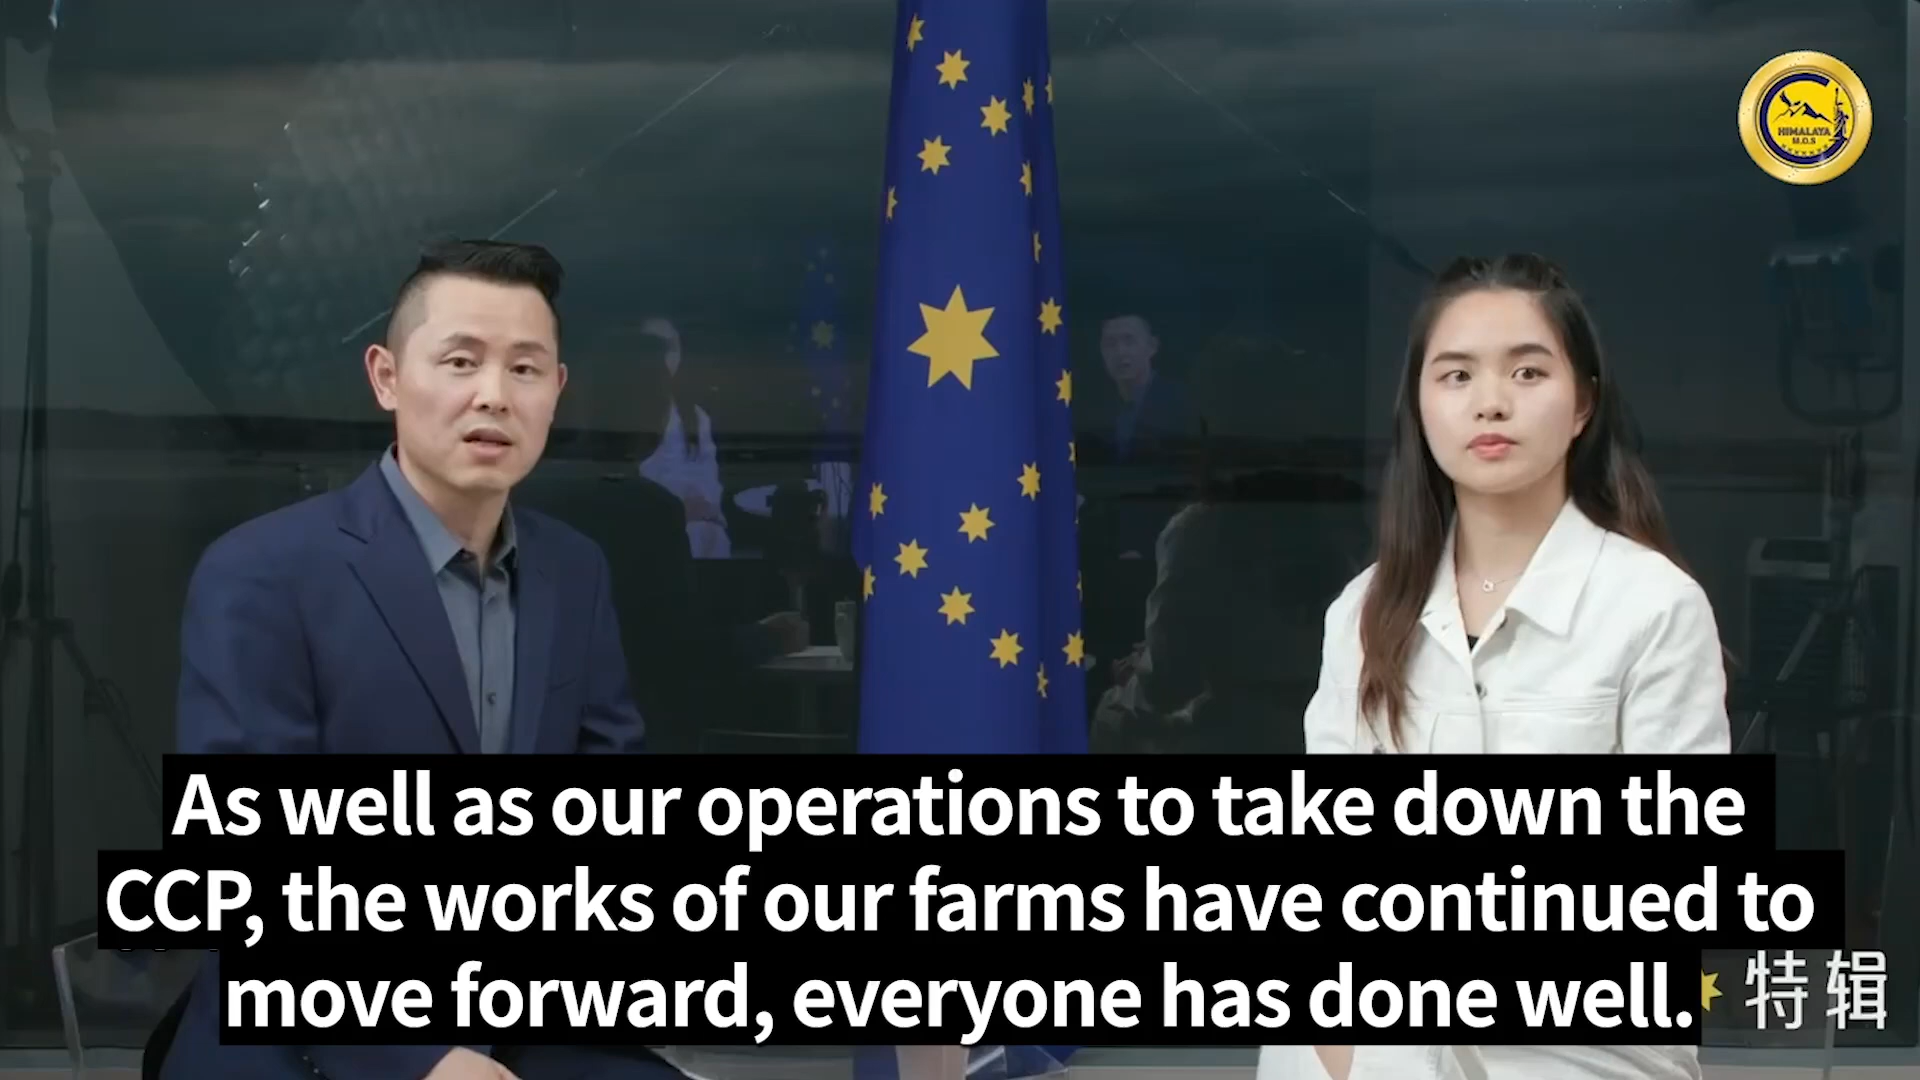 HIMALAYA
M.O.S
As well as our operations to take down the
CCP, the works of our farms have continued to
move forward, everyone has done well.
特辑